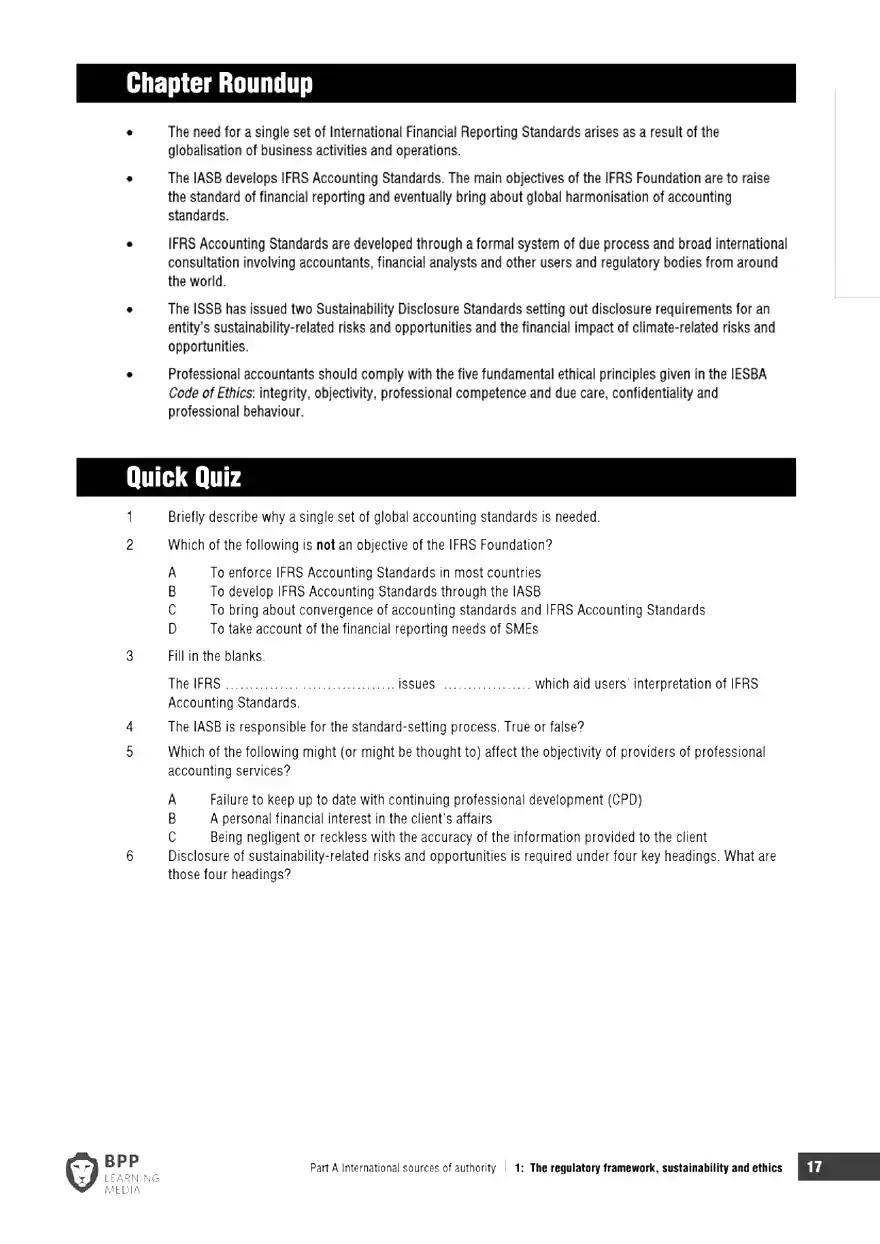 Chapter Roundup
• The need for a single set of International Financial Reporting Standards arises as a result of the
globalisation of business activities and operations.
• The IASB develops IFRS Accounting Standards. The main objectives of the IFRS Foundation are to raise
the standard of financial reporting and eventually bring about global harmonisation of accounting
standards.
• IFRS Accounting Standards are developed through a formal system of due process and broad international
consultation involving accountants, financial analysts and other users and regulatory bodies from around
the world.
• The ISSB has issued two Sustainability Disclosure Standards setting out disclosure requirements for an
entity's sustainability-related risks and opportunities and the financial impact of climate-related risks and
opportunities.
• Professional accountants should comply with the five fundamental ethical principles given in the IESBA
Code of Ethics: integrity, objectivity, professional competence and due care, confidentiality and
professional behaviour.
Quick Quiz
1 Briefly describe why a single set of global accounting standards is needed.
2 Which of the following is not an objective of the IFRS Foundation?
A To enforce IFRS Accounting Standards in most countries
B To develop IFRS Accounting Standards through the IASB
C To bring about convergence of accounting standards and IFRS Accounting Standards
D To take account of the financial reporting needs of SMEs
3 Fill in the blanks.
The IFRS ............... ................... issues .................. which aid users' interpretation of IFRS
Accounting Standards.
4 The IASB is responsible for the standard-setting process. True or false?
5 Which of the following might (or might be thought to) affect the objectivity of providers of professional
accounting services?
A Failure to keep up to date with continuing professional development (CPD)
B A personal financial interest in the client's affairs
C Being negligent or reckless with the accuracy of the information provided to the client
6 Disclosure of sustainability-related risks and opportunities is required under four key headings. What are
those four headings?
BPP
LEARNING
MEDIA
Part A International sources of authority | 1: The regulatory framework, sustainability and ethics 17